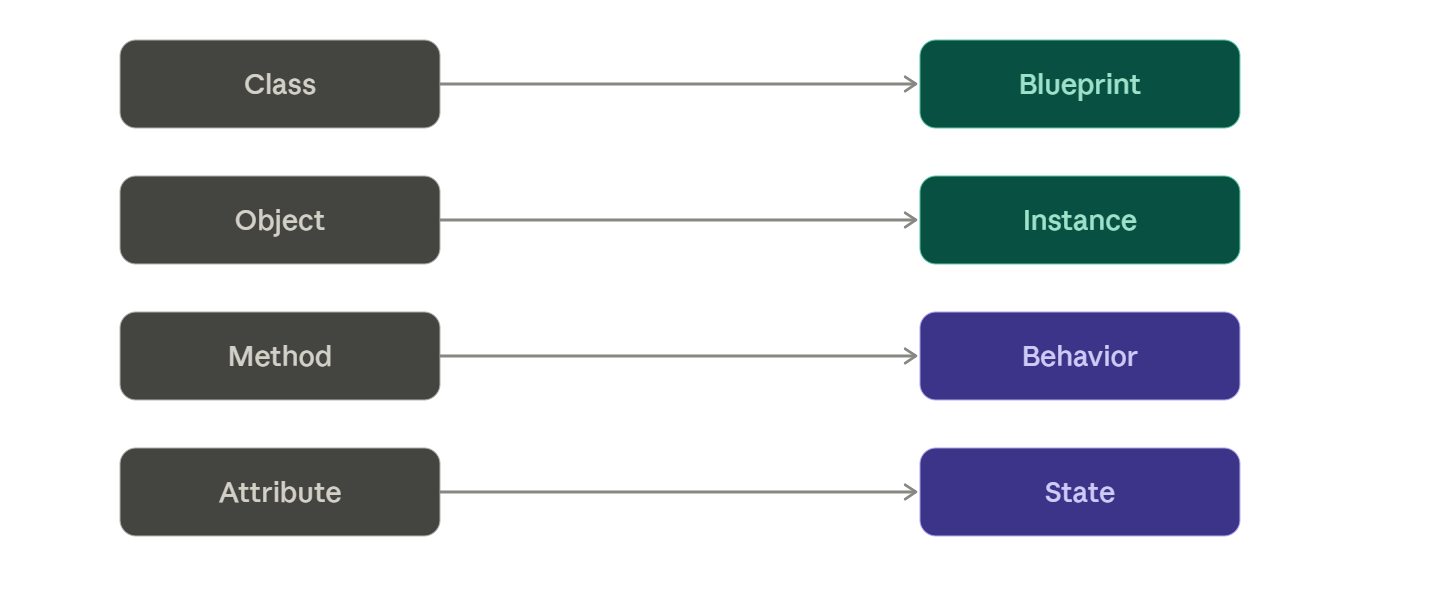 Class
Blueprint
Object
Instance
Method
Behavior
Attribute
State